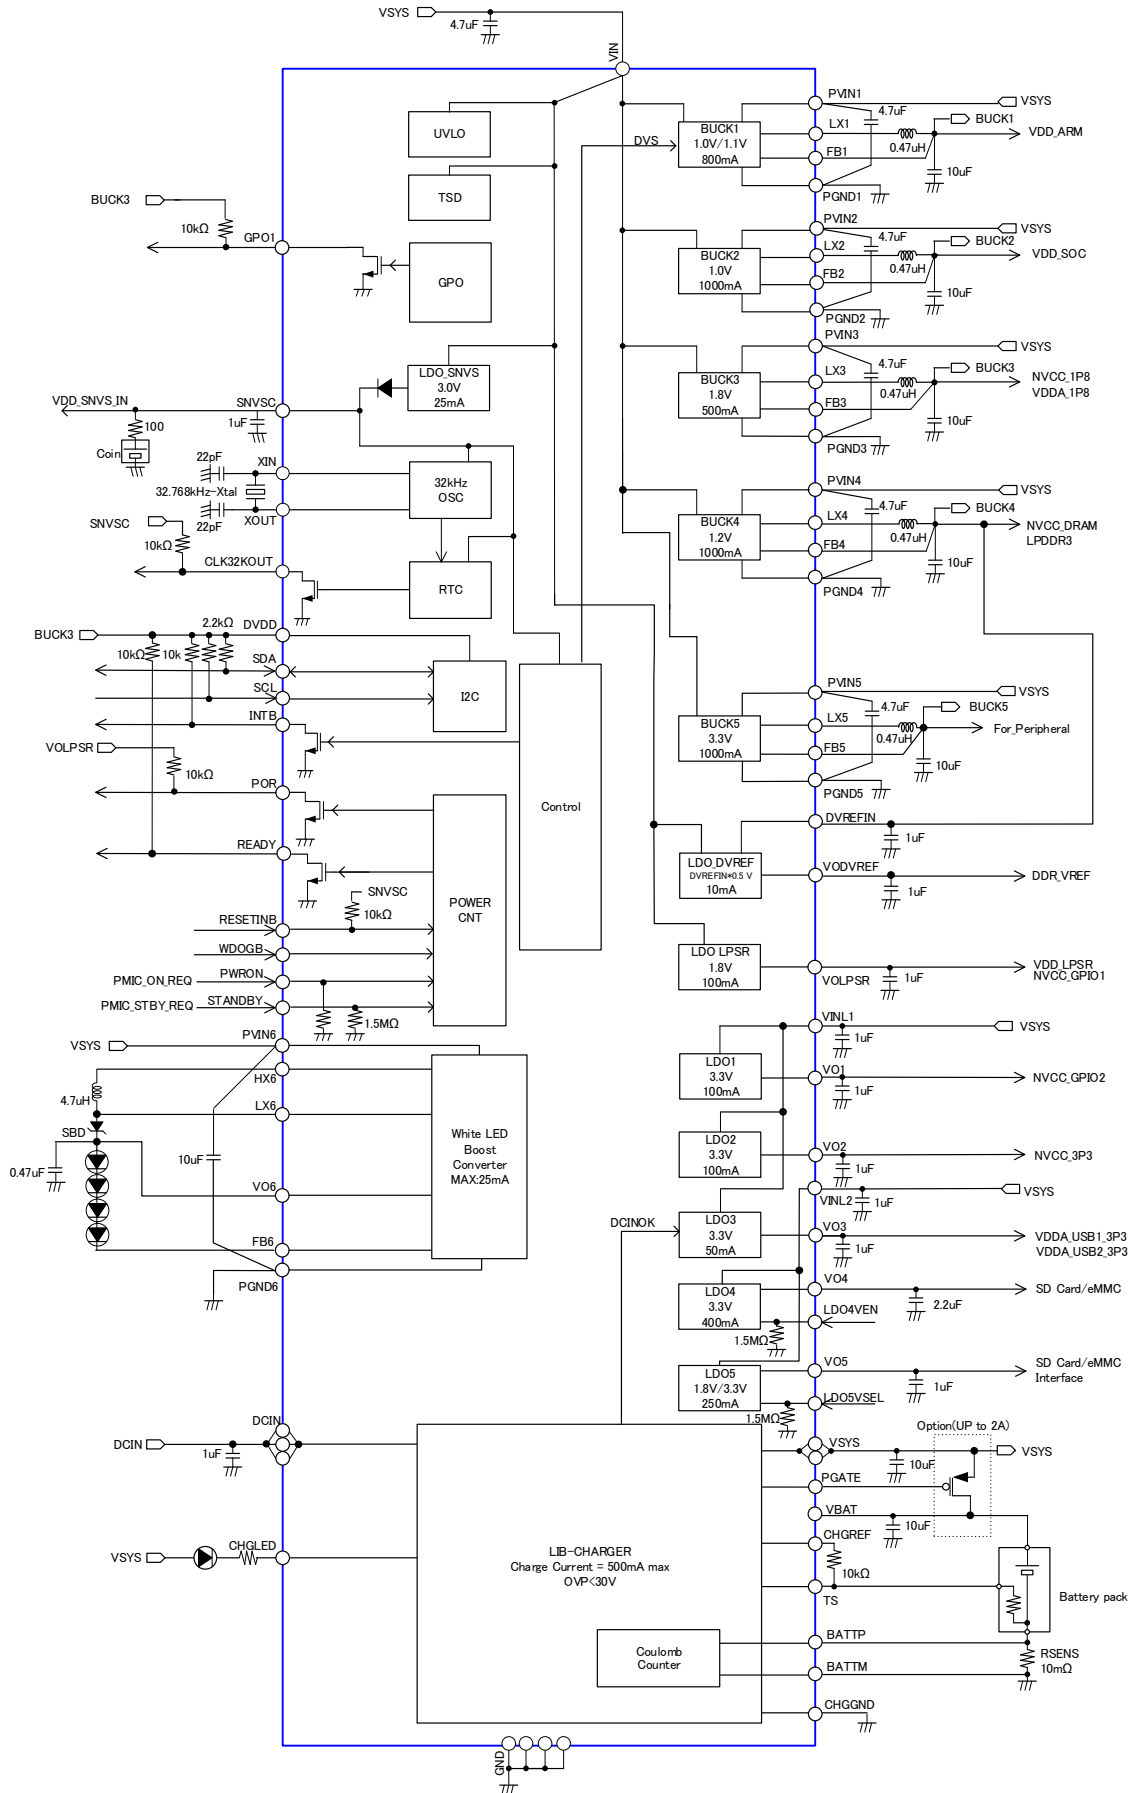 VSYS
4.7uF
VIN
UVLO
TSD
BUCK3
10kΩ
GPO1
GPO
LDO_SNVS
3.0V
25mA
VDD_SNVS_IN
SNVSC
100
1uF
Coin
22pF
XIN
32.768kHz-Xtal
XOUT
22pF
32kHz
OSC
SNVSC
10kΩ
CLK32KOUT
RTC
2.2kΩ
DVDD
BUCK3
10kΩ
10k
SDA
SCL
INTB
I2C
VOLPSR
10kΩ
POR
READY
SNVSC
10kΩ
POWER
CNT
Control
RESETINB
WDOGB
PMIC_ON_REQ
PWRON
PMIC_STBY_REQ
STANDBY
1.5MΩ
PVIN6
VSYS
HX6
4.7uH
LX6
SBD
0.47uF
10uF
VO6
FB6
PGND6
White LED
Boost
Converter
MAX:25mA
DVS
BUCK1
1.0V/1.1V
800mA
PVIN1
VSYS
4.7uF
LX1
BUCK1
0.47uH
VDD_ARM
FB1
10uF
PGND1
BUCK2
1.0V
1000mA
PVIN2
VSYS
4.7uF
LX2
BUCK2
0.47uH
VDD_SOC
FB2
10uF
PGND2
BUCK3
1.8V
500mA
PVIN3
VSYS
4.7uF
LX3
BUCK3
0.47uH
NVCC_1P8
VDDA_1P8
FB3
10uF
PGND3
BUCK4
1.2V
1000mA
PVIN4
VSYS
4.7uF
LX4
BUCK4
0.47uH
NVCC_DRAM
LPDDR3
FB4
10uF
PGND4
BUCK5
3.3V
1000mA
PVIN5
VSYS
4.7uF
LX5
BUCK5
0.47uH
For_Peripheral
FB5
10uF
PGND5
DVREFIN
1uF
LDO_DVREF
DVREFIN*0.5 V
10mA
VODVREF
1uF
DDR_VREF
LDO LPSR
1.8V
100mA
VOLPSR
1uF
VDD_LPSR
NVCC_GPIO1
VINL1
1uF
VSYS
LDO1
3.3V
100mA
VO1
1uF
NVCC_GPIO2
LDO2
3.3V
100mA
VO2
1uF
NVCC_3P3
VINL2
1uF
VSYS
DCINOK
LDO3
3.3V
50mA
VO3
1uF
VDDA_USB1_3P3
VDDA_USB2_3P3
LDO4
3.3V
400mA
VO4
2.2uF
SD Card/eMMC
LDO4VEN
1.5MΩ
LDO5
1.8V/3.3V
250mA
VO5
1uF
SD Card/eMMC
Interface
LDO5VSEL
1.5MΩ
DCIN
DCIN
1uF
VSYS
CHGLED
LIB-CHARGER
Charge Current = 500mA max
OVP<30V
Coulomb
Counter
VSYS
10uF
Option(UP to 2A)
VSYS
PGATE
VBAT
10uF
CHGREF
10kΩ
TS
Battery pack
BATTP
RSENS
10mΩ
BATTM
CHGGND
GND